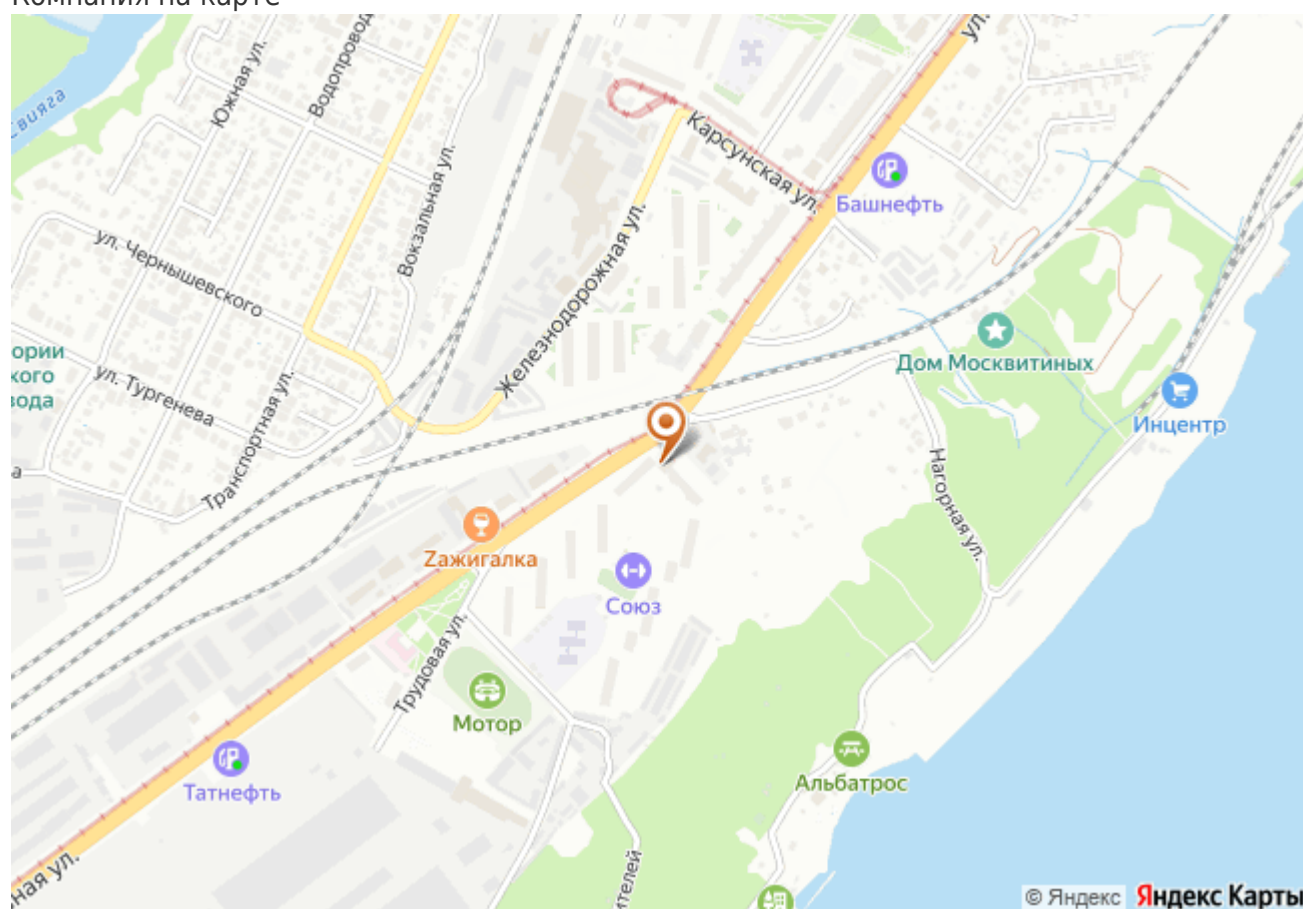 Компания на карте
ул.
Южная ул.
Водопровод
Вокзальная ул.
Карсунская ул.
Башнефть
ул. Чернышевского
Железнодорожная ул.
Дом Москвитиных
ории
кого
вода
ул. Тургенева
Транспортная ул.
Инцентр
Нагорная ул.
Zажигалка
Союз
Трудовая ул.
Мотор
Татнефть
Альбатрос
ная ул.
ителей
© Яндекс Яндекс Карты